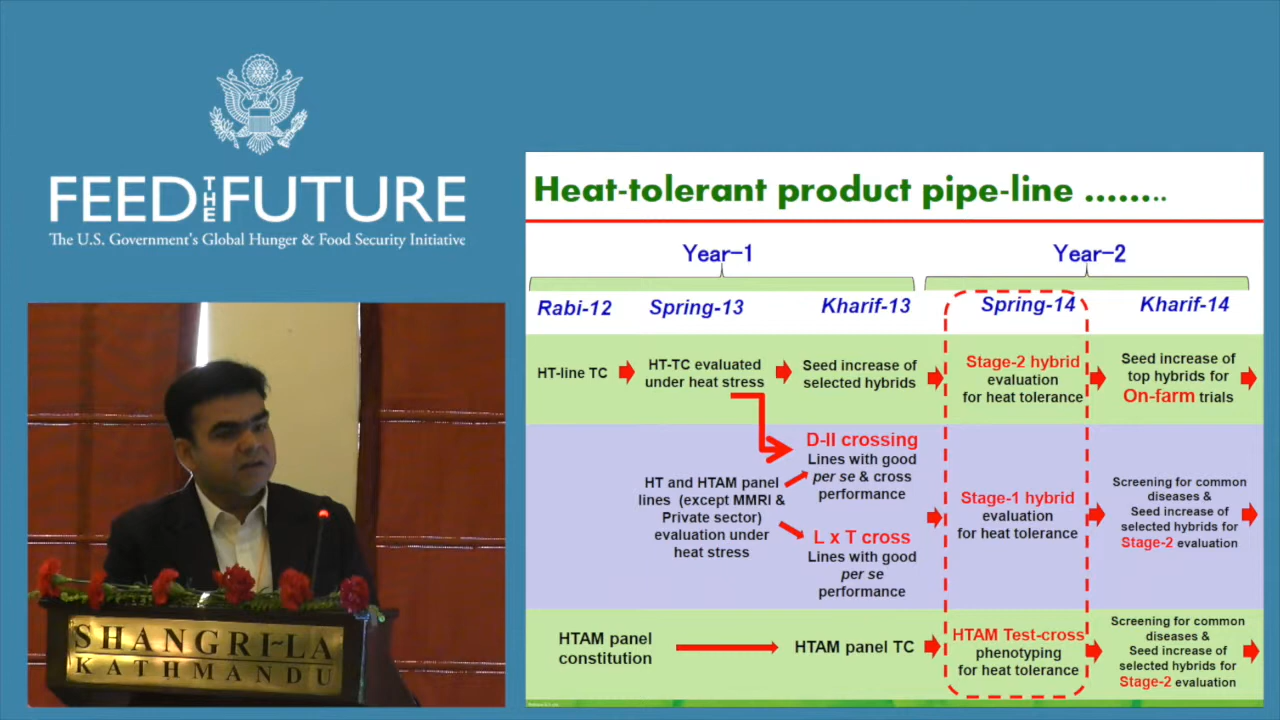 FEED THE FUTURE
The U.S. Government's Global Hunger & Food Security Initiative
SHANGRI~LA
KATHMANDU
Heat-tolerant product pipe-line ........
Year-1
Year-2
Rabi-12
Spring-13
Kharif-13
Spring-14
Kharif-14
HT-line TC
HT-TC evaluated
under heat stress
Seed increase of
selected hybrids
Stage-2 hybrid
evaluation
for heat tolerance
Seed increase of
top hybrids for
On-farm trials
HT and HTAM panel
lines (except MMRI &
Private sector)
evaluation under
heat stress
D-II crossing
Lines with good
per se & cross
performance
L x T cross
Lines with good
per se
performance
Stage-1 hybrid
evaluation
for heat tolerance
Screening for common
diseases &
Seed increase of
selected hybrids for
Stage-2 evaluation
HTAM panel
constitution
HTAM panel TC
HTAM Test-cross
phenotyping
for heat tolerance
Screening for common
diseases &
Seed increase of
selected hybrids for
Stage-2 evaluation